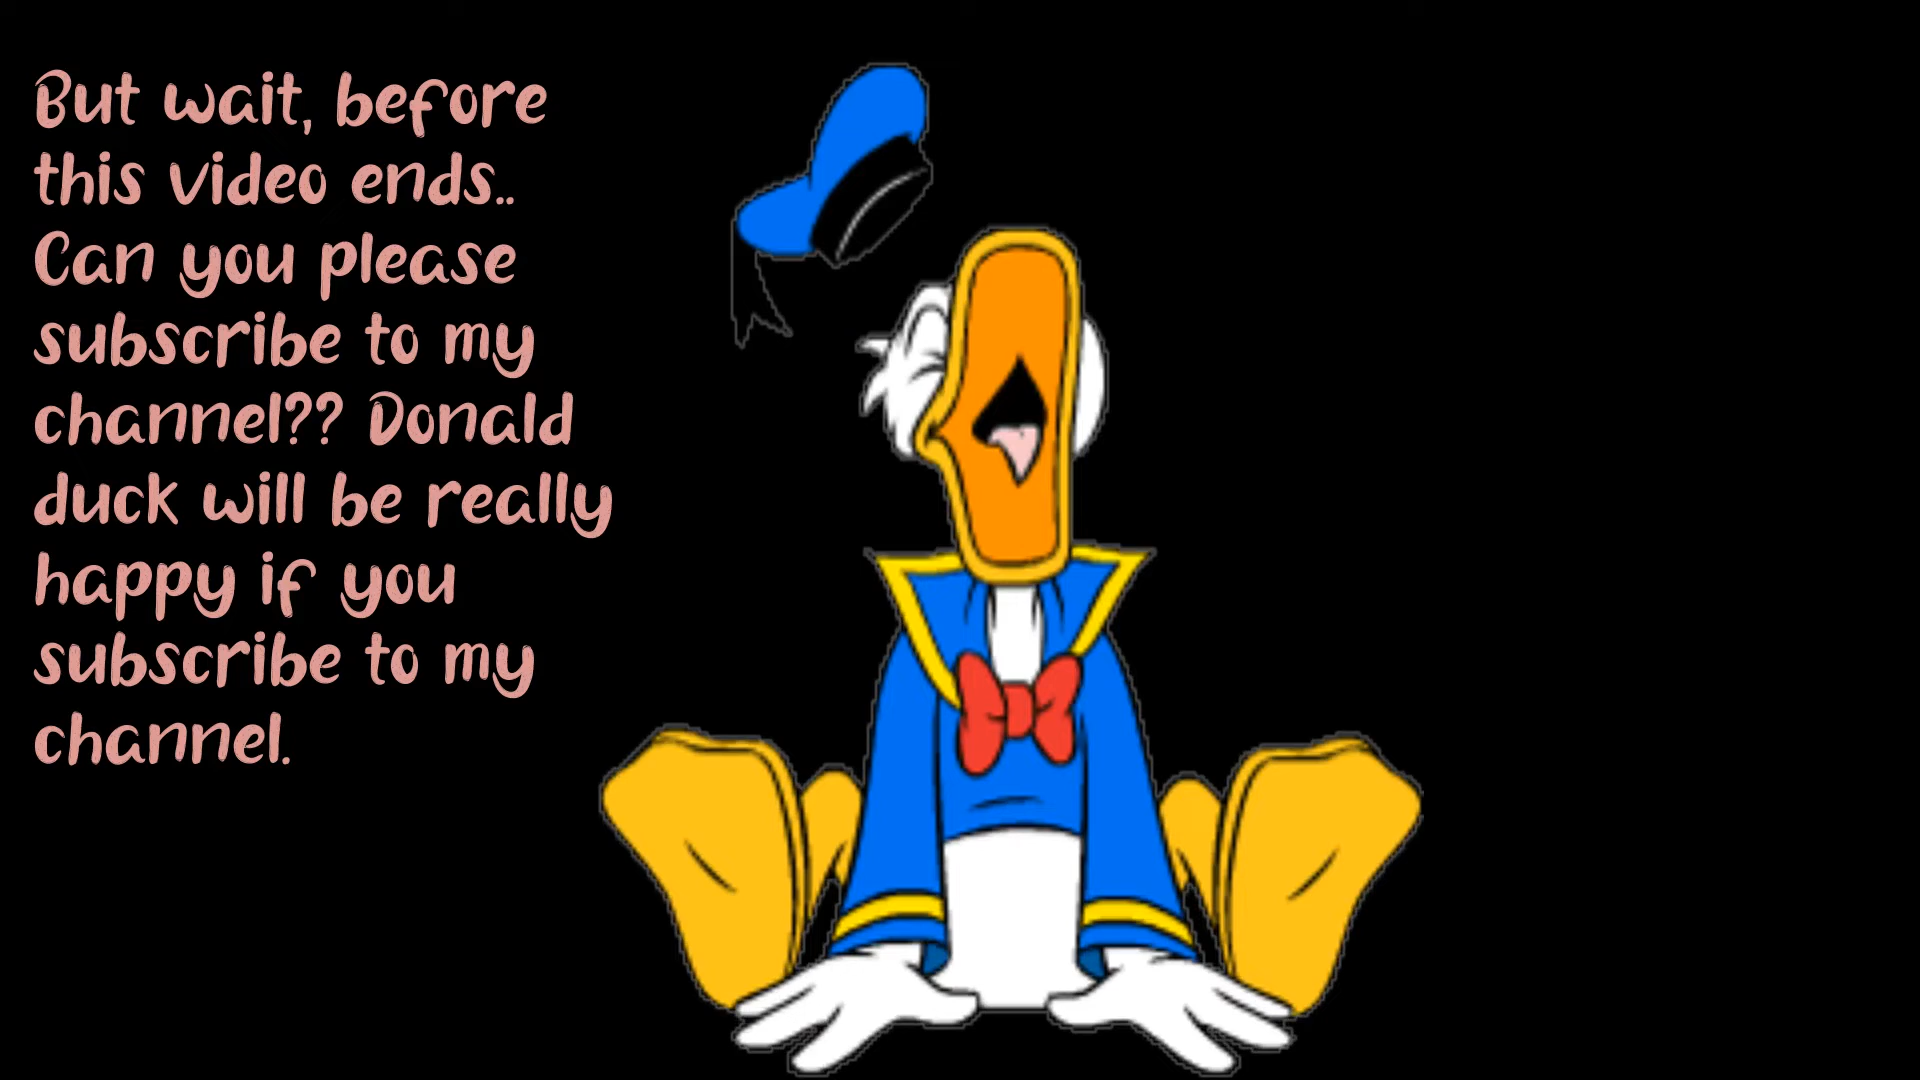 But wait, before
this video ends..
Can you please
subscribe to my
channel?? Donald
duck will be really
happy if you
subscribe to my
channel.